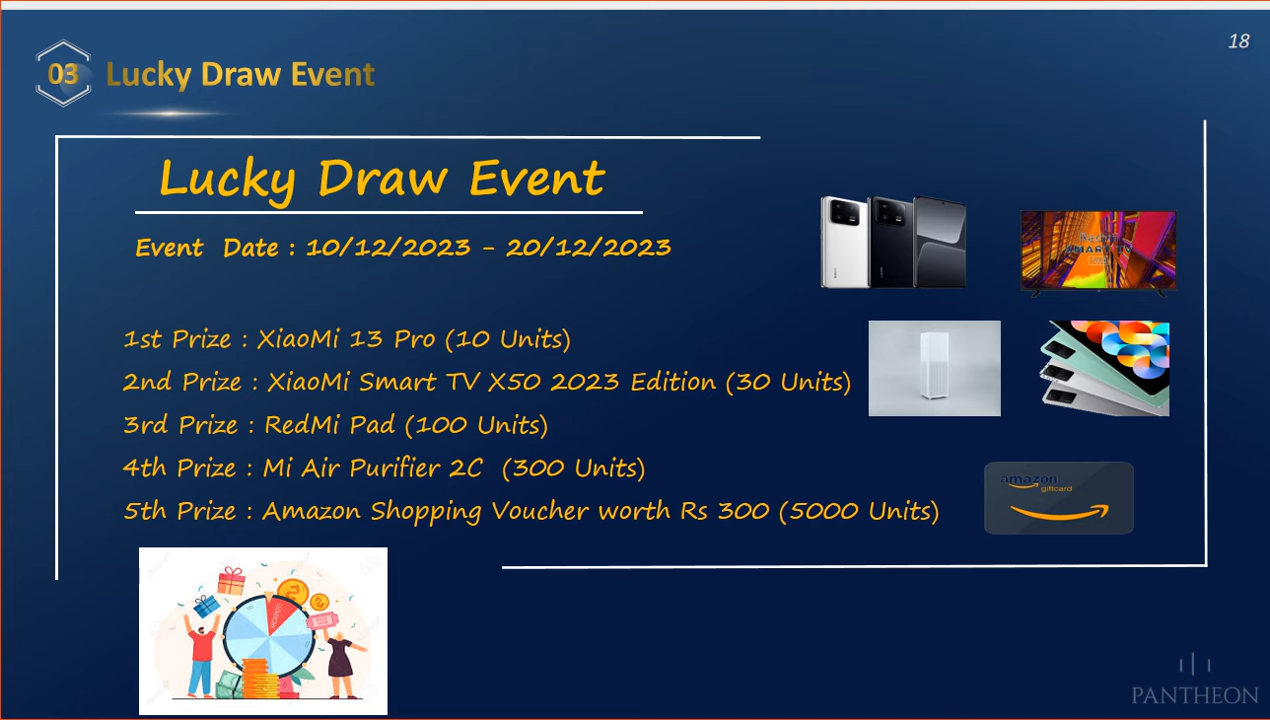 18
03 Lucky Draw Event
Lucky Draw Event
Event Date : 10/12/2023 - 20/12/2023
1st Prize : XiaoMi 13 Pro (10 Units)
2nd Prize : XiaoMi Smart TV X50 2023 Edition (30 Units)
3rd Prize : RedMi Pad (100 Units)
4th Prize : Mi Air Purifier 2C (300 Units)
5th Prize : Amazon Shopping Voucher worth Rs 300 (5000 Units)
SMART TV
amazon
giftcard
JACKPOT
PANTHEON